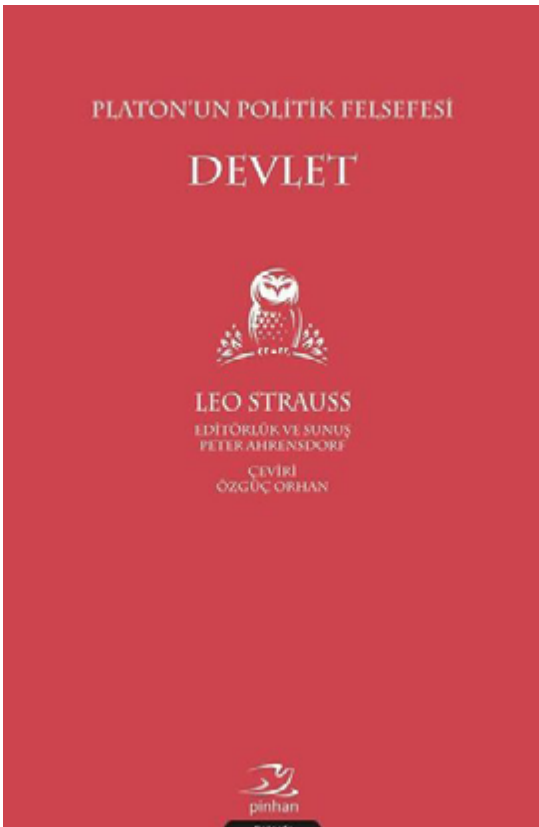 PLATON'UN POLİTİK FELSEFESİ
DEVLET
LEO STRAUSS
EDİTÖRLÜK VE SUNUŞ
PETER AHRENSDORF
ÇEVİRİ
ÖZGÜÇ ORHAN
pinhan